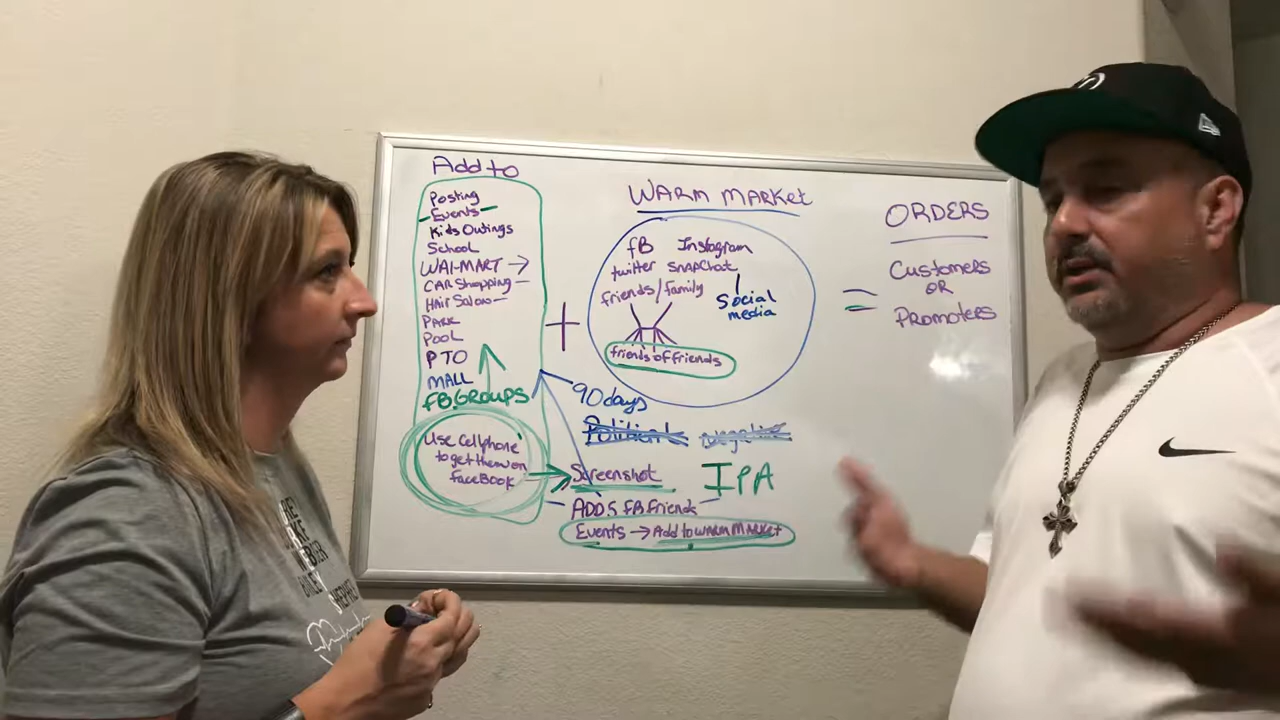 Add to
Posting
Events
Kids Outings
School
WAl-MART →
CAR Shopping
HAIR SAloN
PARK
Pool
PTO
MALL
FB.GROUPS
Use Cellphone
to get them on
FaceBook
+
WARM MARKET
fB Instagram
twitter SNAPChat
friends/family
Social
media
friends of friends
90 days
Political negative
Screenshot
IPA
ADD 5 FB Friends
Events → Add to WARM MARKET
=
ORDERS
Customers
OR
Promoters